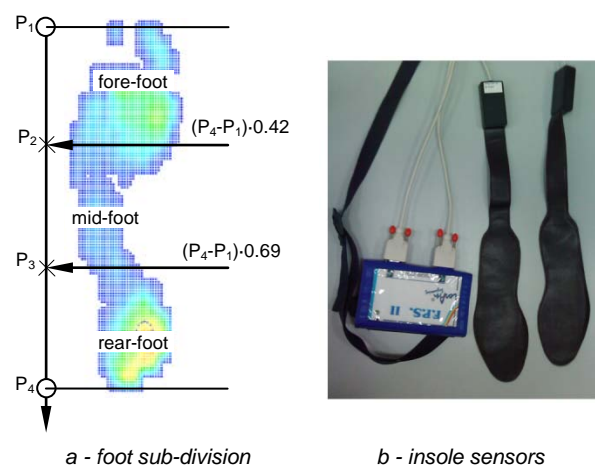 P1
fore-foot
(P4-P1)·0.42
P2
mid-foot
(P4-P1)·0.69
P3
rear-foot
P4
F.P.S. II
a - foot sub-division
b - insole sensors